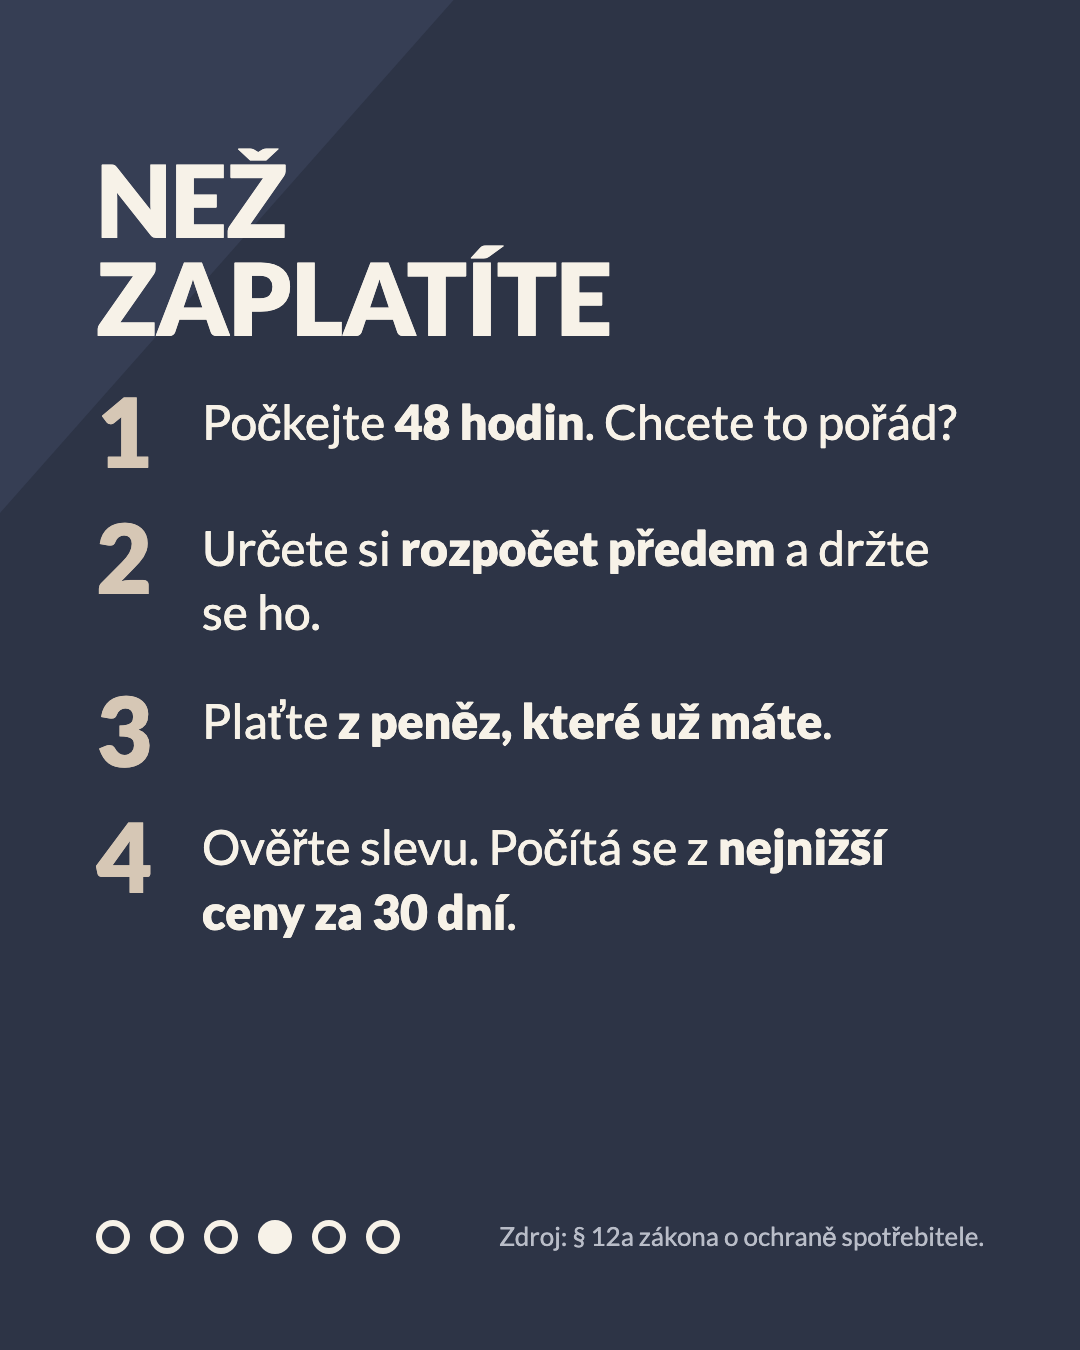 NEŽ
ZAPLATÍTE
1 Počkejte 48 hodin. Chcete to pořád?
2 Určete si rozpočet předem a držte
se ho.
3 Plaťte z peněz, které už máte.
4 Ověřte slevu. Počítá se z nejnižší
ceny za 30 dní.
Zdroj: § 12a zákona o ochraně spotřebitele.